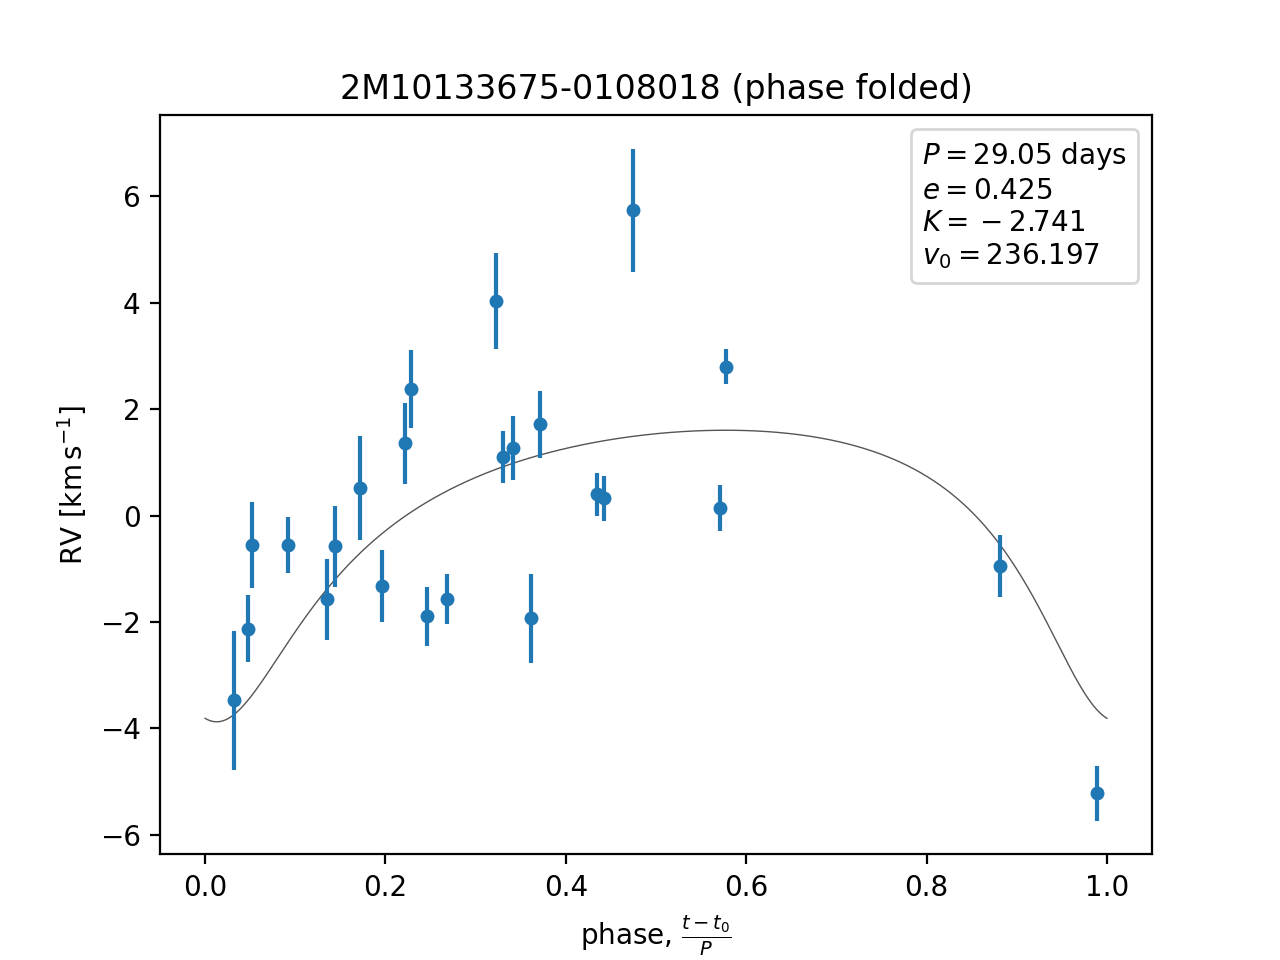 2M10133675-0108018 (phase folded)
P = 29.05 days
e = 0.425
K = −2.741
v₀ = 236.197
6
4
2
0
−2
−4
−6
RV [km s⁻¹]
0.0 0.2 0.4 0.6 0.8 1.0
phase, (t − t₀)/P